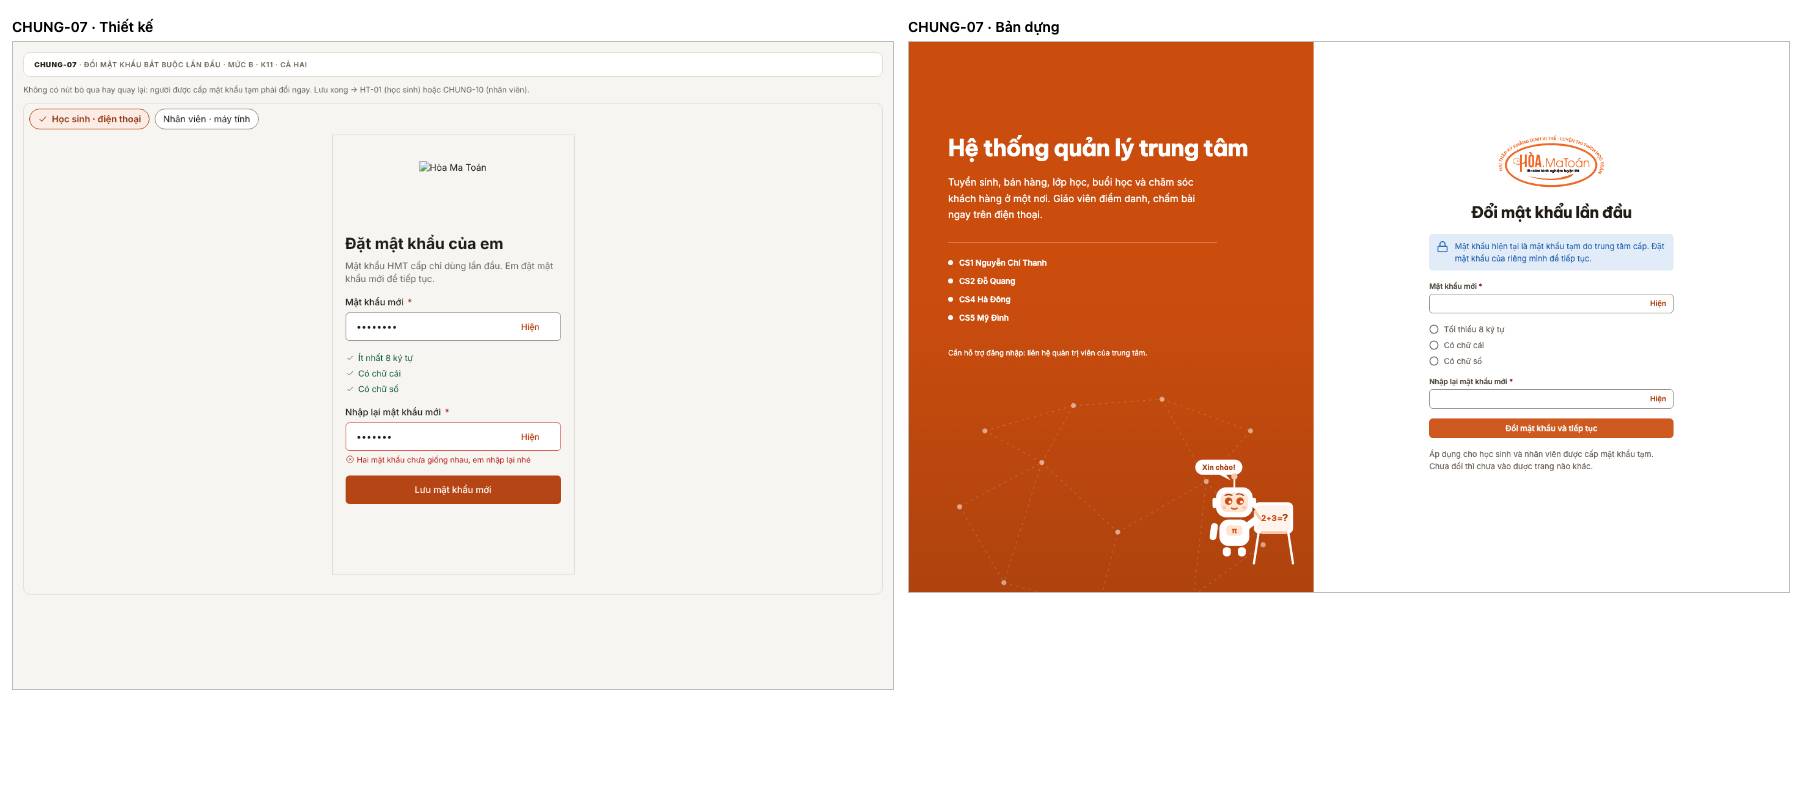 CHUNG-07 · Thiết kế
CHUNG-07 · ĐỔI MẬT KHẨU BẮT BUỘC LẦN ĐẦU · MỨC B · K11 · CẢ HAI
Không có nút bỏ qua hay quay lại: người được cấp mật khẩu tạm phải đổi ngay. Lưu xong → HT-01 (học sinh) hoặc CHUNG-10 (nhân viên).
Học sinh · điện thoại
Nhân viên · máy tính
Hòa Ma Toán
Đặt mật khẩu của em
Mật khẩu HMT cấp chỉ dùng lần đầu. Em đặt mật
khẩu mới để tiếp tục.
Mật khẩu mới *
••••••••
Hiện
Ít nhất 8 ký tự
Có chữ cái
Có chữ số
Nhập lại mật khẩu mới *
•••••••
Hiện
Hai mật khẩu chưa giống nhau, em nhập lại nhé
Lưu mật khẩu mới
CHUNG-07 · Bản dựng
Hệ thống quản lý trung tâm
Tuyển sinh, bán hàng, lớp học, buổi học và chăm sóc
khách hàng ở một nơi. Giáo viên điểm danh, chấm bài
ngay trên điện thoại.
CS1 Nguyễn Chí Thanh
CS2 Đỗ Quang
CS4 Hà Đông
CS5 Mỹ Đình
Cần hỗ trợ đăng nhập: liên hệ quản trị viên của trung tâm.
Xin chào!
2+3=?
π
HÒA.MaToán
Đổi mật khẩu lần đầu
Mật khẩu hiện tại là mật khẩu tạm do trung tâm cấp. Đặt
mật khẩu của riêng mình để tiếp tục.
Mật khẩu mới *
Hiện
Tối thiểu 8 ký tự
Có chữ cái
Có chữ số
Nhập lại mật khẩu mới *
Hiện
Đổi mật khẩu và tiếp tục
Áp dụng cho học sinh và nhân viên được cấp mật khẩu tạm.
Chưa đổi thì chưa vào được trang nào khác.